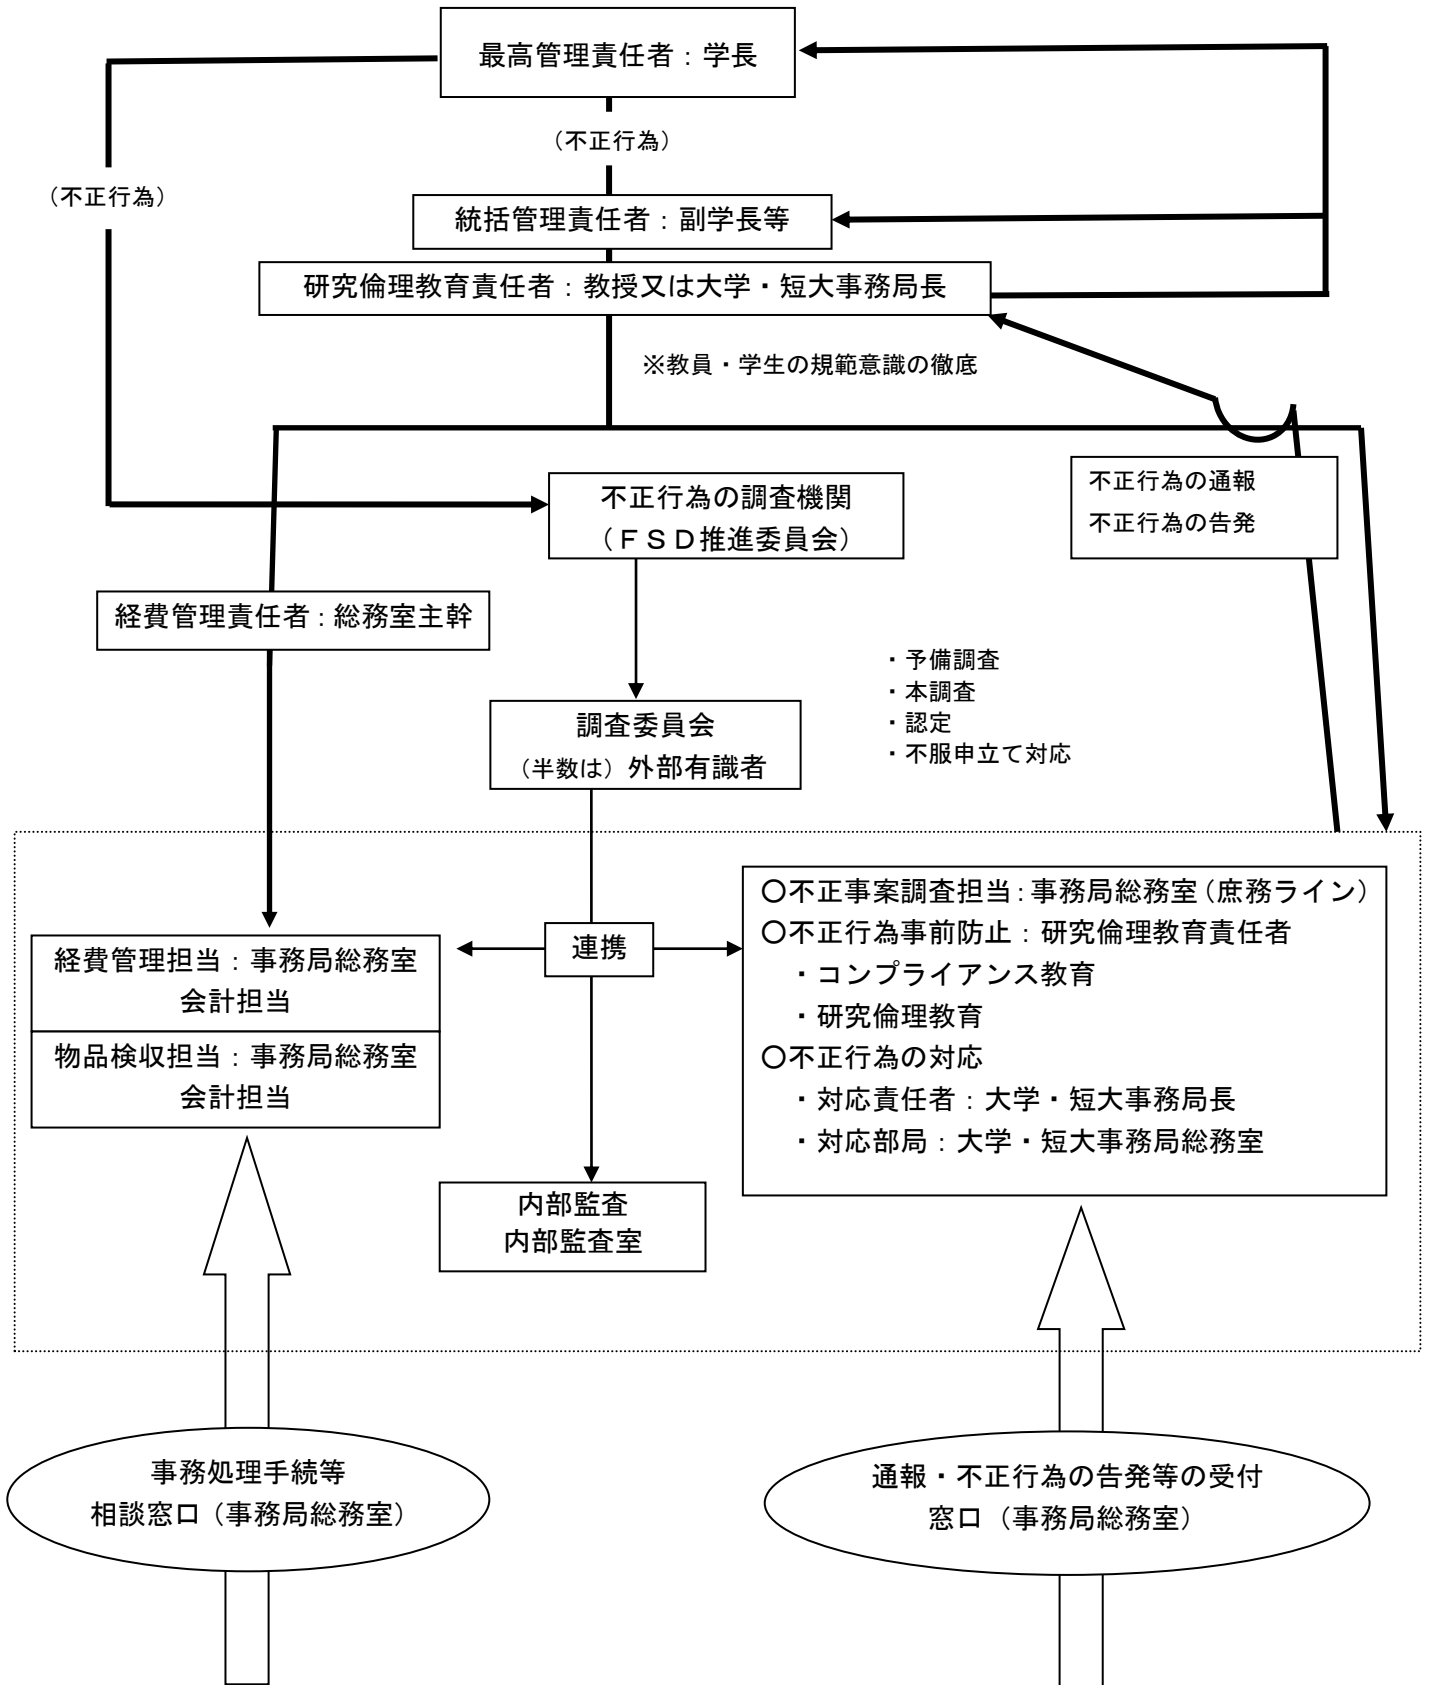 最高管理責任者：学長
（不正行為）
（不正行為）
統括管理責任者：副学長等
研究倫理教育責任者：教授又は大学・短大事務局長
※教員・学生の規範意識の徹底
不正行為の通報
不正行為の告発
不正行為の調査機関
（ＦＳＤ推進委員会）
経費管理責任者：総務室主幹
・予備調査
・本調査
・認定
・不服申立て対応
調査委員会
（半数は）外部有識者
連携
経費管理担当：事務局総務室
会計担当
物品検収担当：事務局総務室
会計担当
〇不正事案調査担当：事務局総務室（庶務ライン）
〇不正行為事前防止：研究倫理教育責任者
・コンプライアンス教育
・研究倫理教育
〇不正行為の対応
・対応責任者：大学・短大事務局長
・対応部局：大学・短大事務局総務室
内部監査
内部監査室
事務処理手続等
相談窓口（事務局総務室）
通報・不正行為の告発等の受付
窓口（事務局総務室）